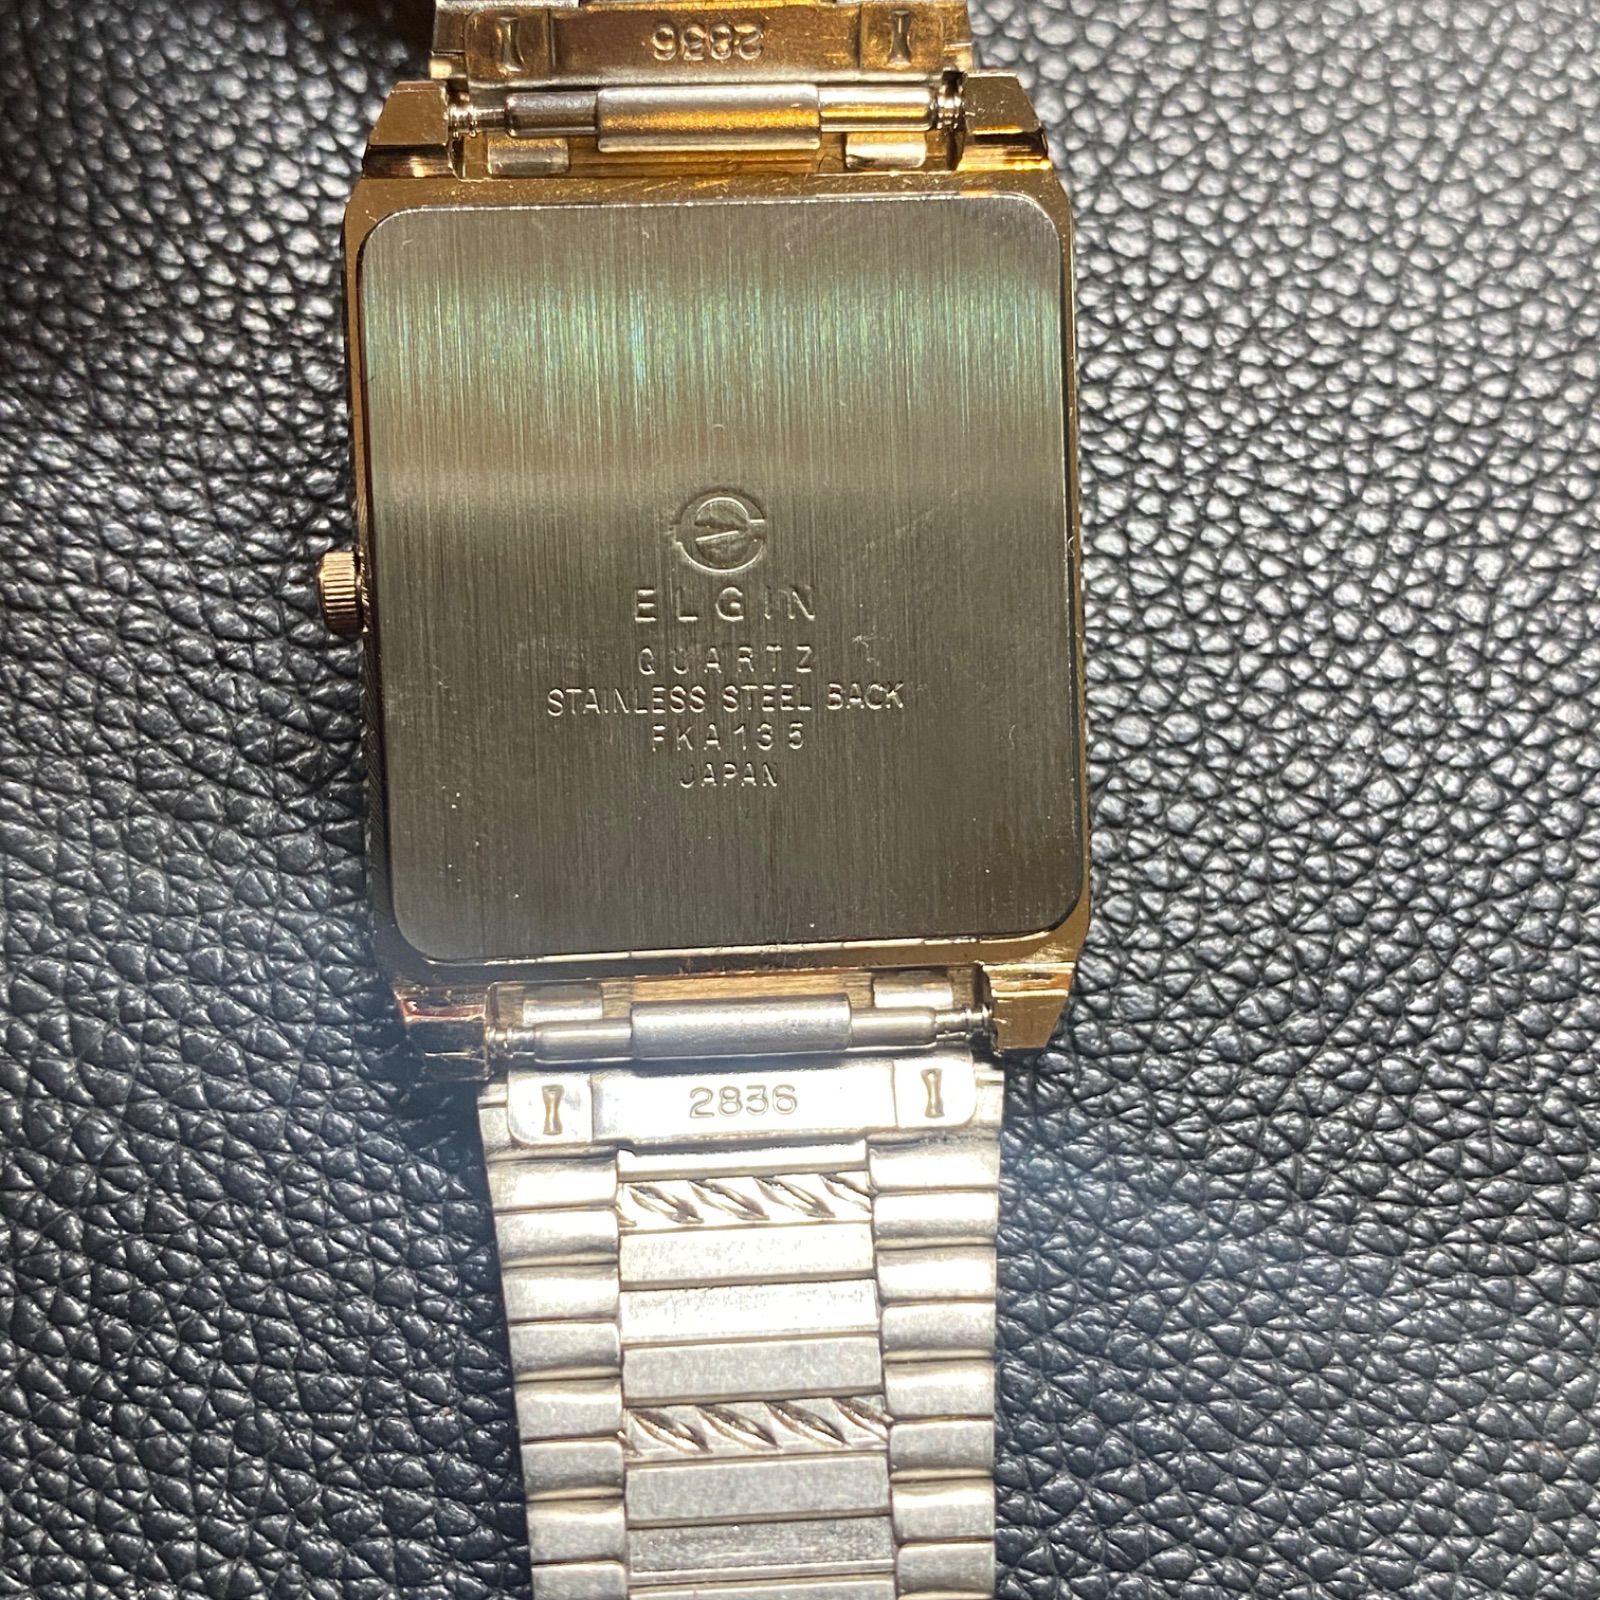 2836
ELGIN
QUARTZ
STAINLESS STEEL BACK
FKA135
JAPAN
2836